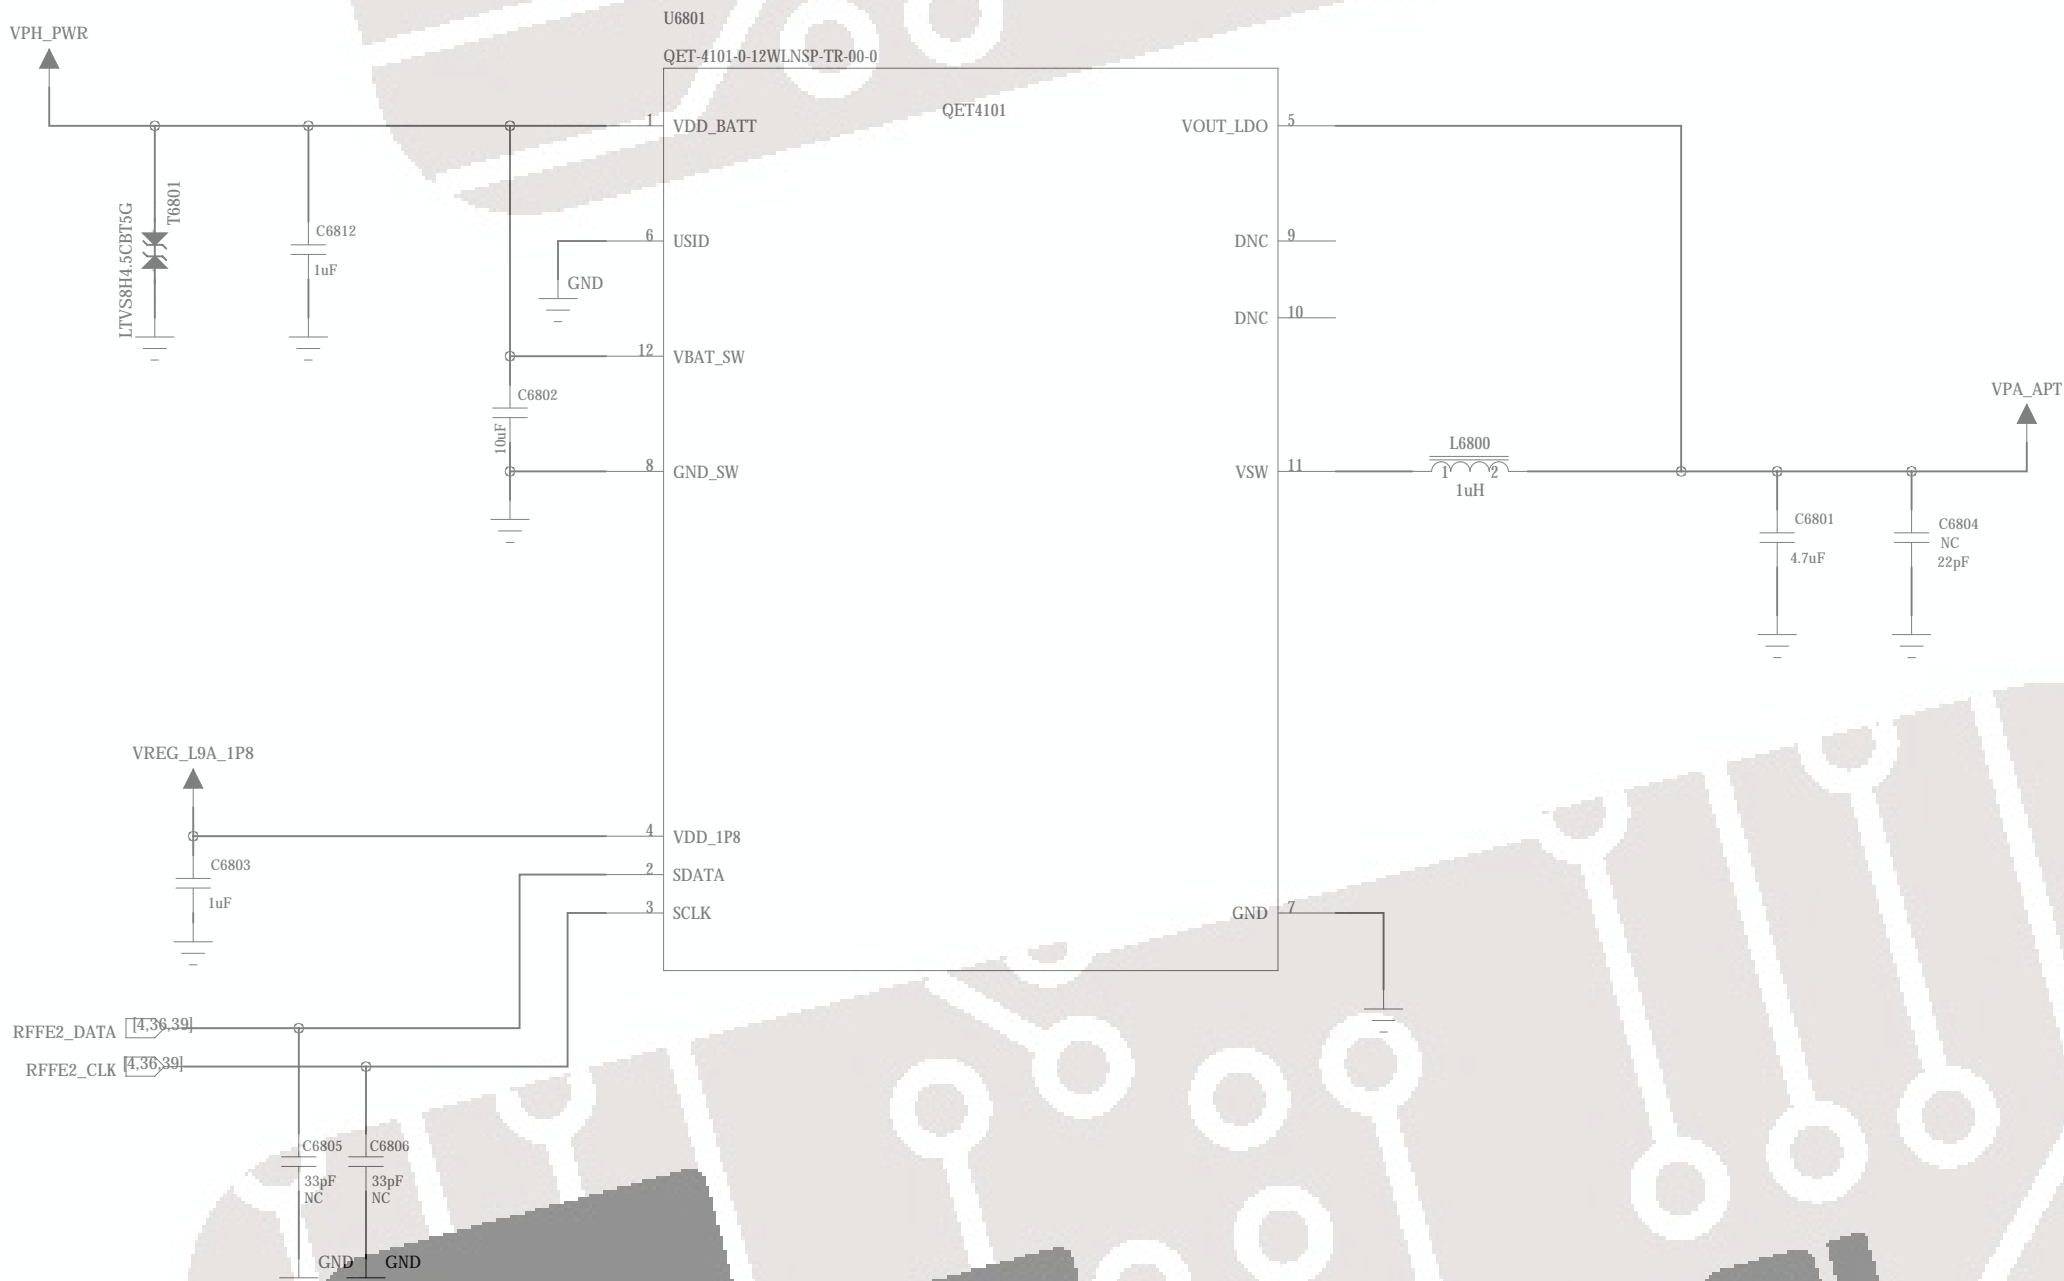 U6801
QET-4101-0-12WLNSP-TR-00-0
QET4101
VPH_PWR
LTVS8H4.5CBT5G
T6801
C6812
1uF
1 VDD_BATT
6 USID
GND
12 VBAT_SW
C6802
10uF
8 GND_SW
VOUT_LDO 5
DNC 9
DNC 10
VSW 11
L6800
1 2
1uH
VPA_APT
C6801
4.7uF
C6804
NC
22pF
VREG_L9A_1P8
4 VDD_1P8
C6803
1uF
2 SDATA
3 SCLK
GND 7
RFFE2_DATA [4,36,39]
RFFE2_CLK [4,36,39]
C6805
33pF
NC
C6806
33pF
NC
GND
GND